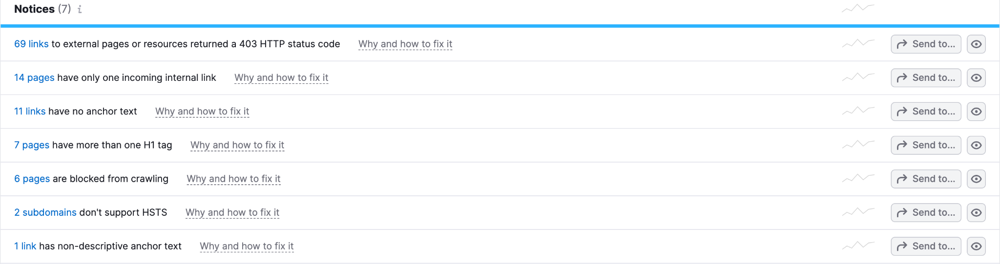 Notices (7) i
69 links to external pages or resources returned a 403 HTTP status code Why and how to fix it Send to...
14 pages have only one incoming internal link Why and how to fix it Send to...
11 links have no anchor text Why and how to fix it Send to...
7 pages have more than one H1 tag Why and how to fix it Send to...
6 pages are blocked from crawling Why and how to fix it Send to...
2 subdomains don't support HSTS Why and how to fix it Send to...
1 link has non-descriptive anchor text Why and how to fix it Send to...